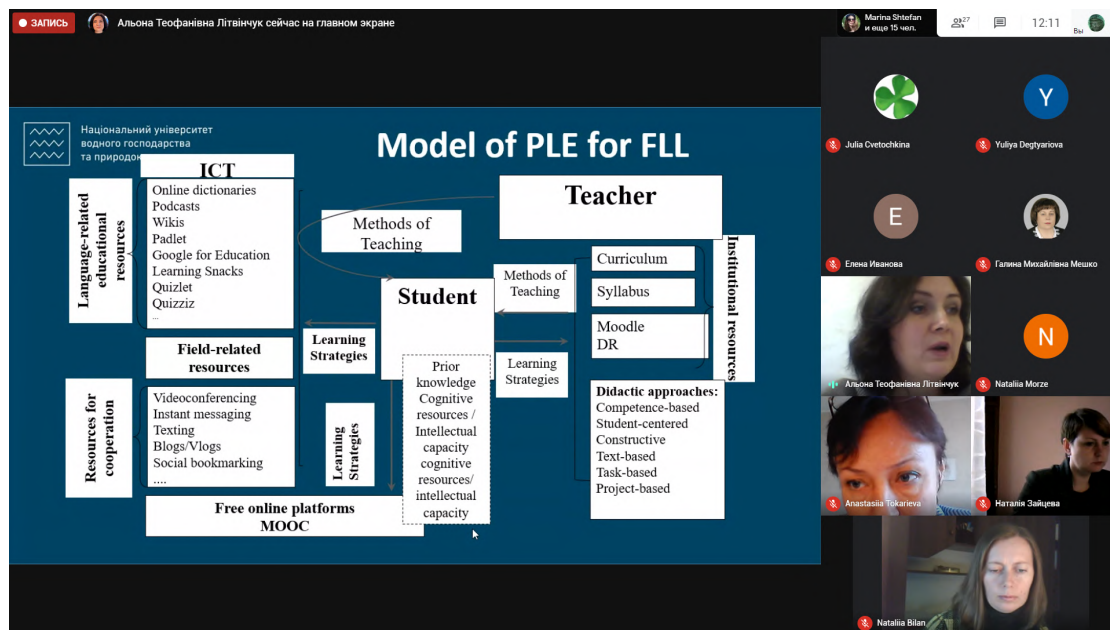 ЗАПИСЬ
Альона Теофанівна Літвінчук сейчас на главном экране
Marina Shtefan
и еще 15 чел.
27
12:11
Вы
Національний університет
водного господарства
та природок
Model of PLE for FLL
ICT
Language-related
educational
resources
Online dictionaries
Podcasts
Wikis
Padlet
Google for Education
Learning Snacks
Quizlet
Quizziz
...
Field-related
resources
Resources for
cooperation
Videoconferencing
Instant messaging
Texting
Blogs/Vlogs
Social bookmarking
....
Free online platforms
MOOC
Methods of
Teaching
Student
Learning
Strategies
Learning
Strategies
Prior
knowledge
Cognitive
resources /
Intellectual
capacity
cognitive
resources/
intellectual
capacity
Teacher
Methods of
Teaching
Learning
Strategies
Curriculum
Syllabus
Moodle
DR
Institutional resources
Didactic approaches:
Competence-based
Student-centered
Constructive
Text-based
Task-based
Project-based
Julia Cvetochkina
Y
Yuliya Degtyariova
E
Елена Иванова
Галина Михайлівна Мешко
Альона Теофанівна Літвінчук
N
Nataliia Morze
Anastasiia Tokarieva
Наталія Зайцева
Nataliia Bilan